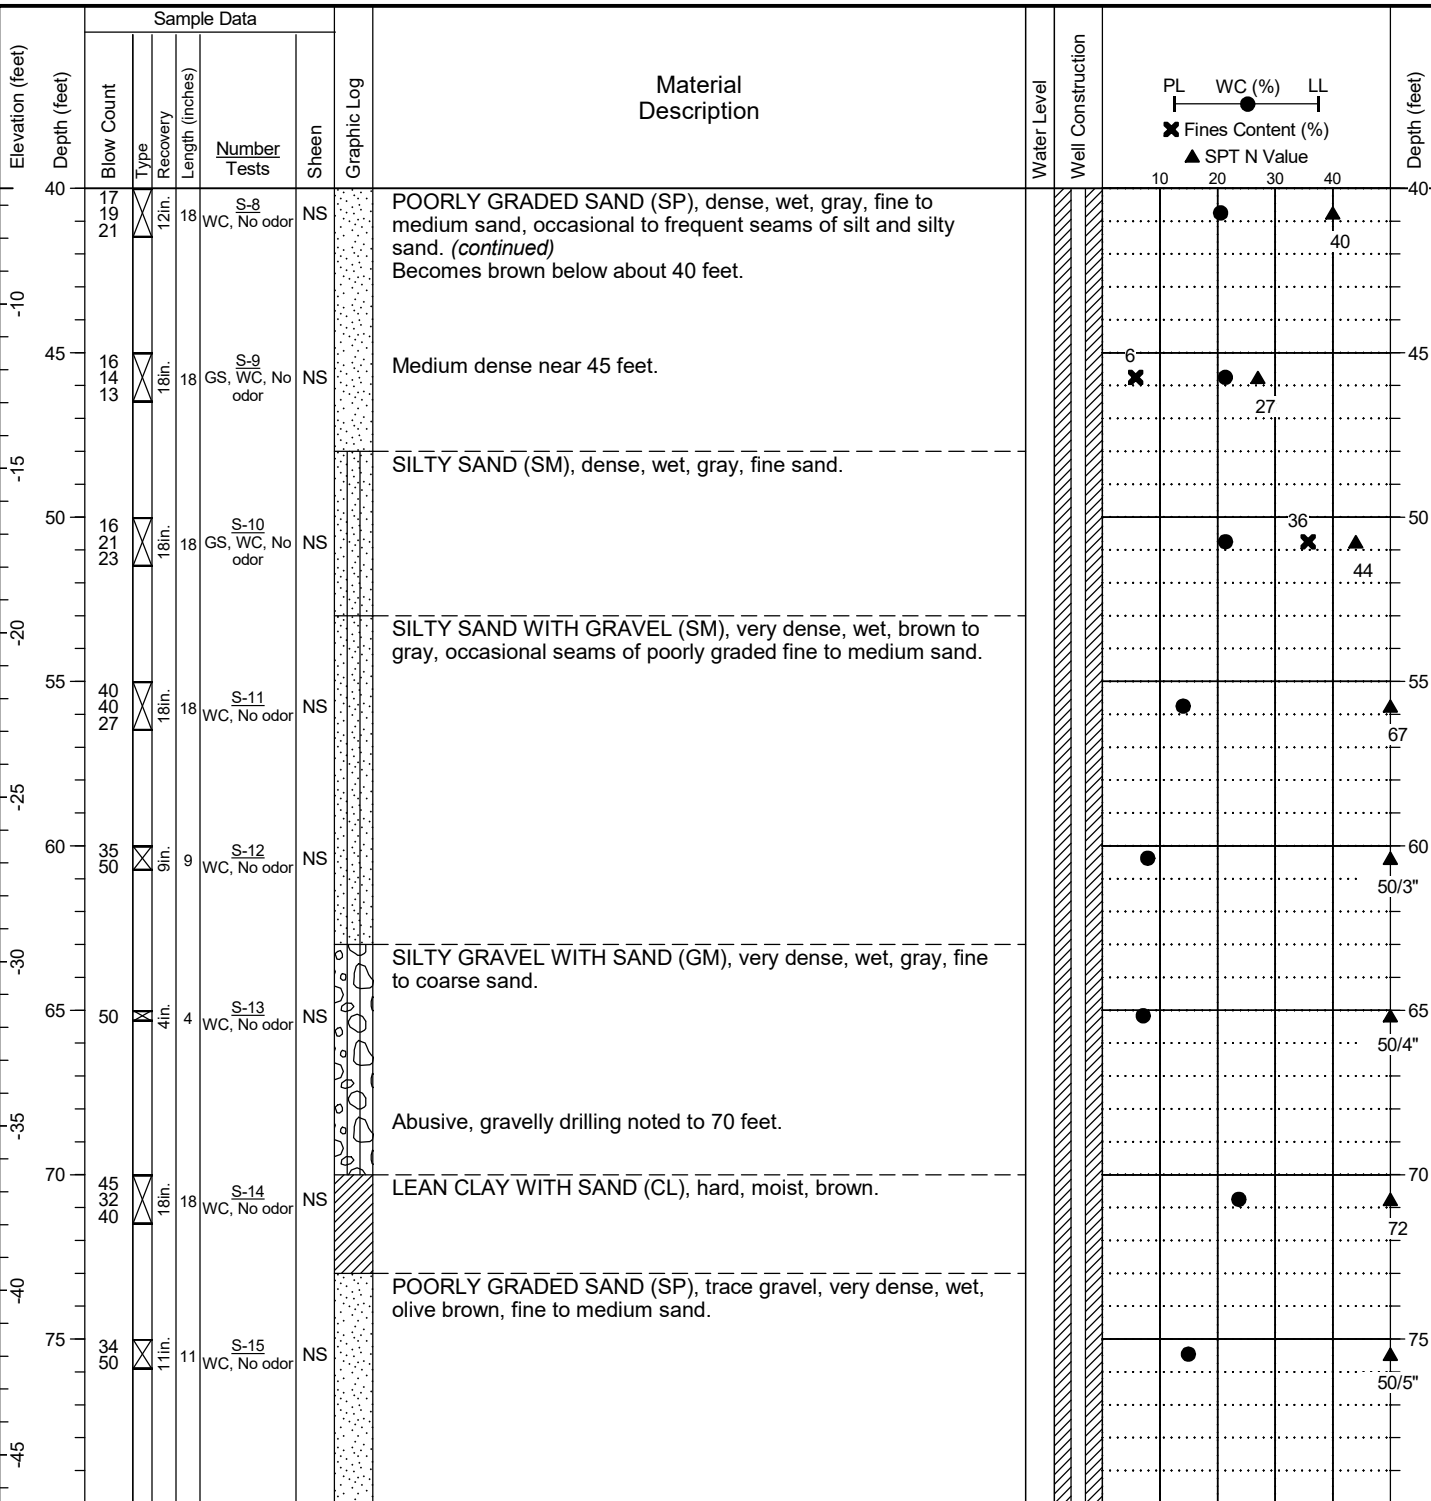 Sample Data
Elevation (feet)
Depth (feet)
Blow Count
Type
Recovery
Length (inches)
Number
Tests
Sheen
Graphic Log
Material
Description
Water Level
Well Construction
PL WC (%) LL
Fines Content (%)
SPT N Value
10 20 30 40
Depth (feet)
40
17
19
21
12in.
18
S-8
WC, No odor
NS
POORLY GRADED SAND (SP), dense, wet, gray, fine to
medium sand, occasional to frequent seams of silt and silty
sand. (continued)
Becomes brown below about 40 feet.
40
40
-10
45
16
14
13
18in.
18
S-9
GS, WC, No
odor
NS
Medium dense near 45 feet.
6
27
45
-15
SILTY SAND (SM), dense, wet, gray, fine sand.
50
16
21
23
18in.
18
S-10
GS, WC, No
odor
NS
36
44
50
-20
SILTY SAND WITH GRAVEL (SM), very dense, wet, brown to
gray, occasional seams of poorly graded fine to medium sand.
55
40
40
27
18in.
18
S-11
WC, No odor
NS
67
55
-25
60
35
50
9in.
9
S-12
WC, No odor
NS
50/3"
60
-30
SILTY GRAVEL WITH SAND (GM), very dense, wet, gray, fine
to coarse sand.
65
50
4in.
4
S-13
WC, No odor
NS
50/4"
65
-35
Abusive, gravelly drilling noted to 70 feet.
70
45
32
40
18in.
18
S-14
WC, No odor
NS
LEAN CLAY WITH SAND (CL), hard, moist, brown.
72
70
-40
POORLY GRADED SAND (SP), trace gravel, very dense, wet,
olive brown, fine to medium sand.
75
34
50
11in.
11
S-15
WC, No odor
NS
50/5"
75
-45